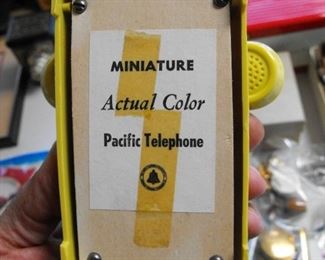 MINIATURE
Actual Color
Pacific Telephone